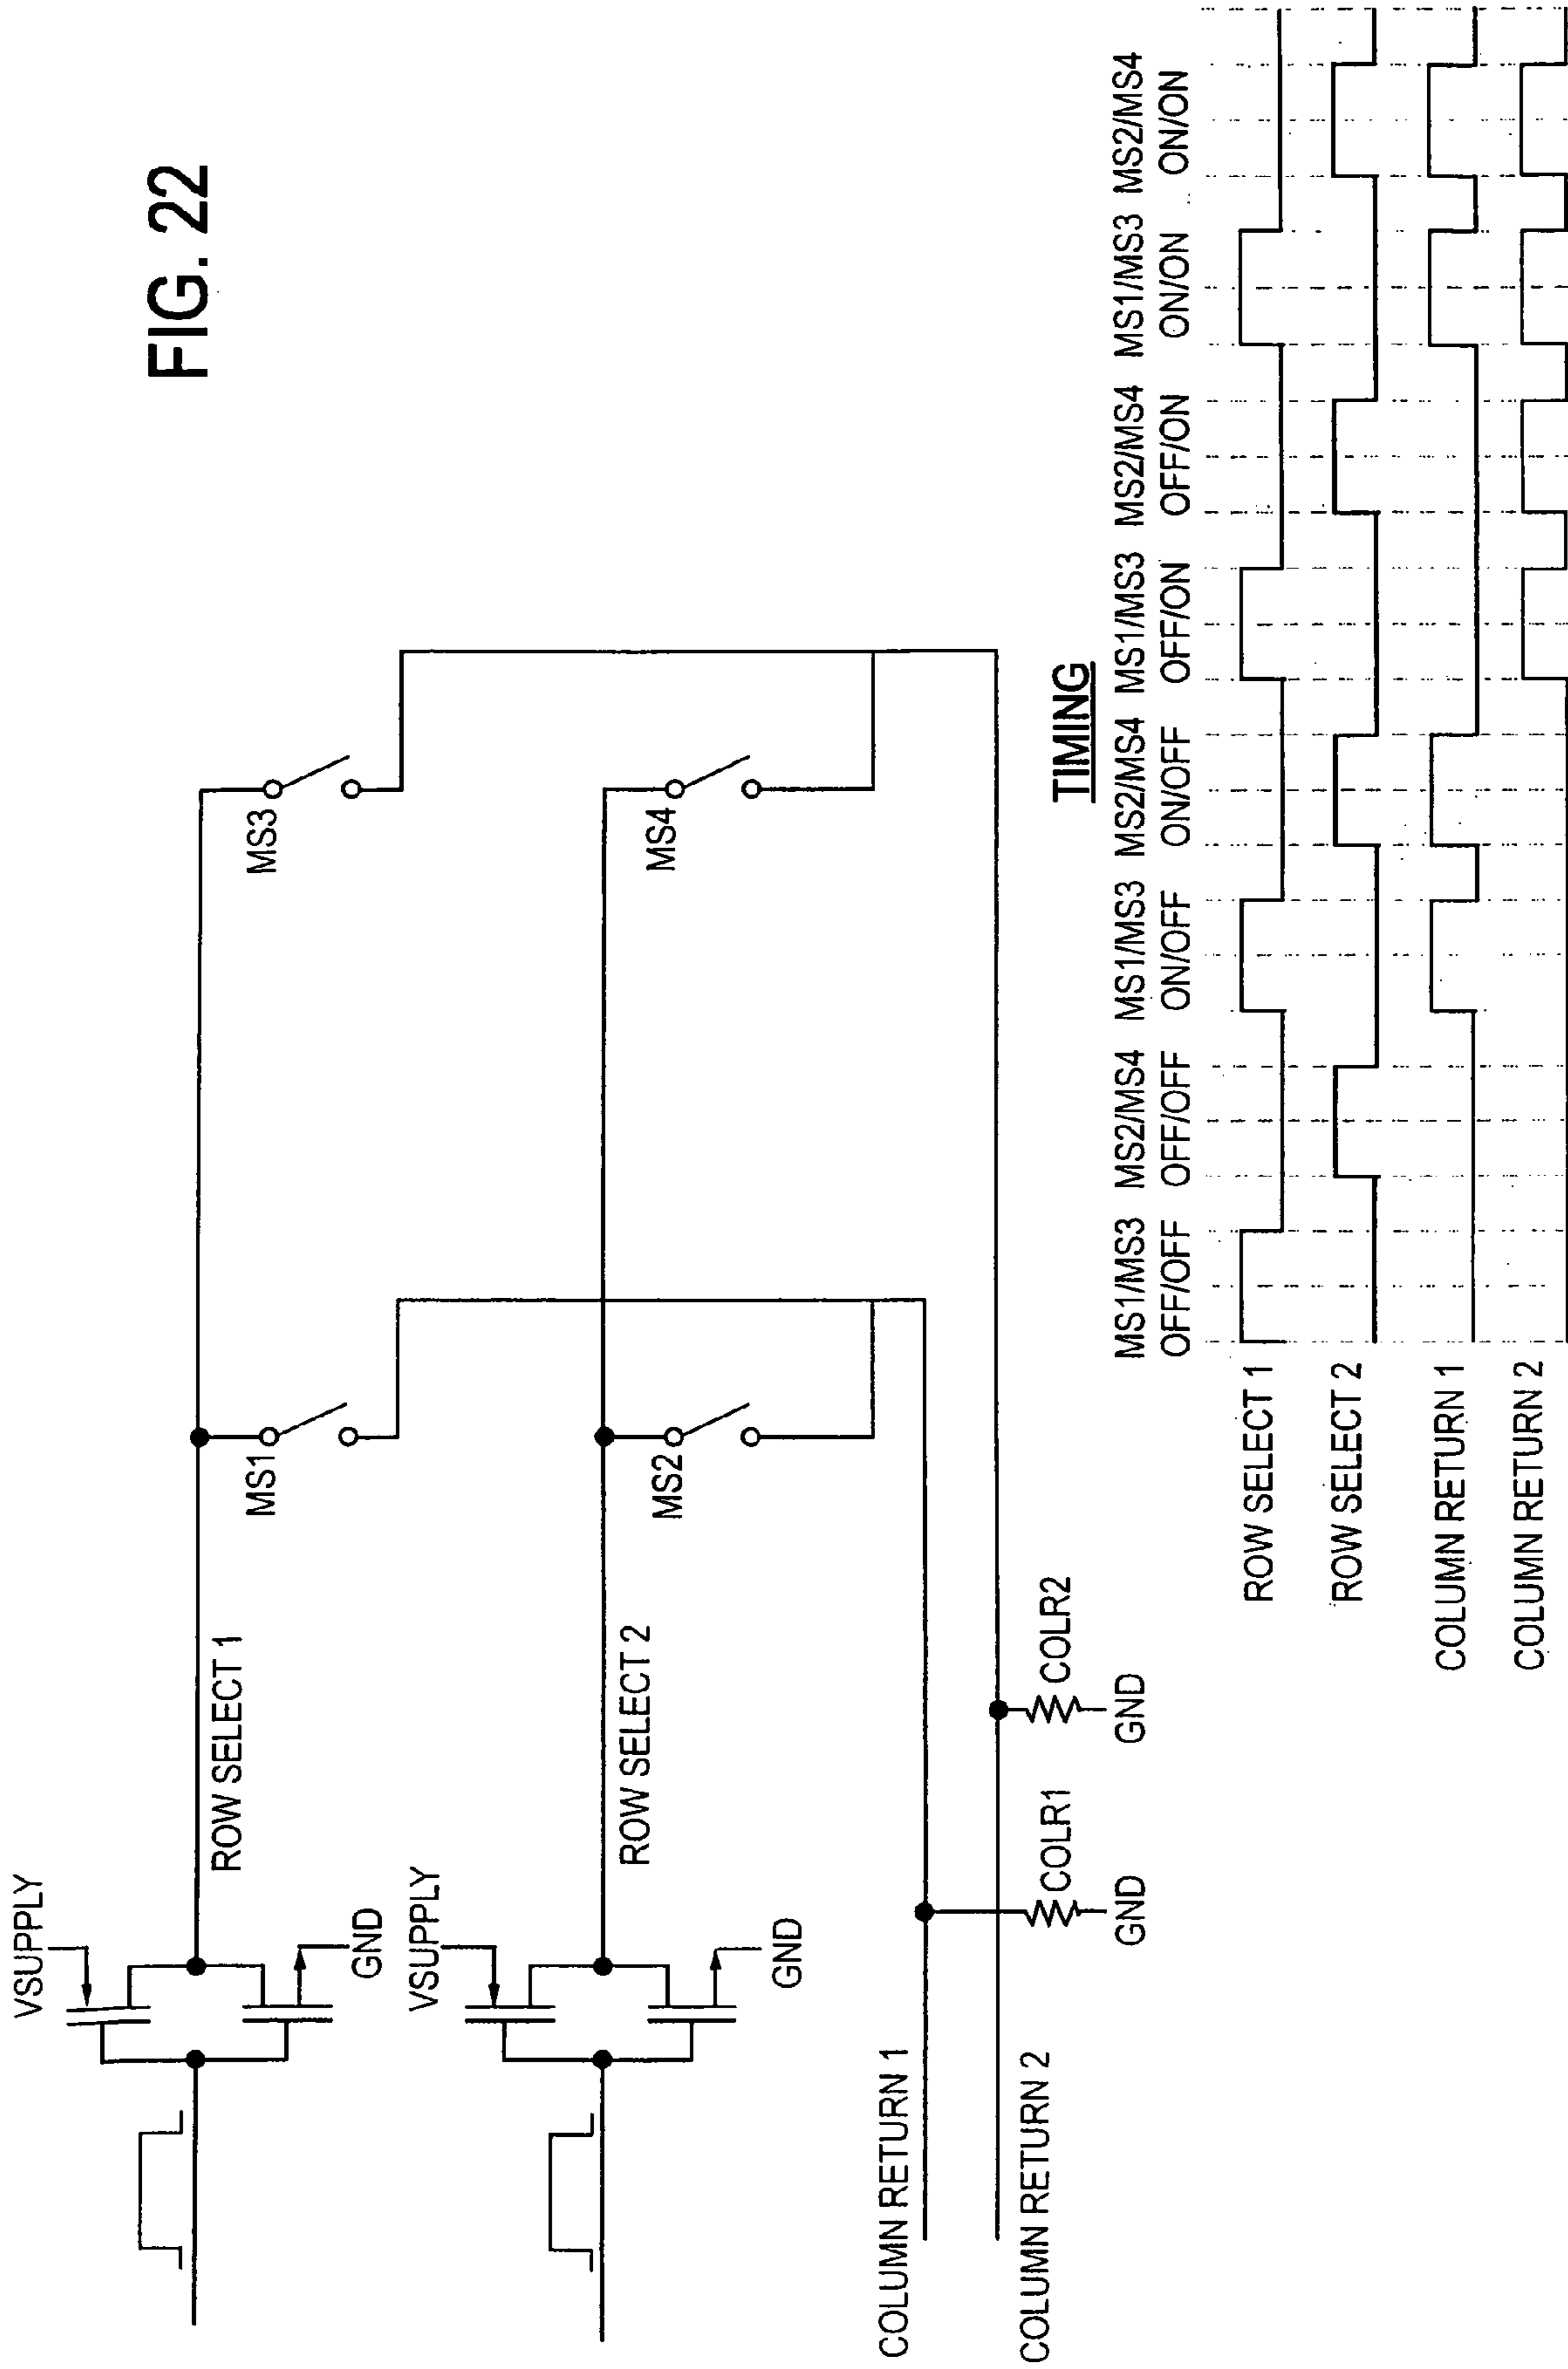 FIG. 22
VSUPPLY
ROW SELECT 1
GND
MS1
MS3
VSUPPLY
ROW SELECT 2
GND
MS2
MS4
COLUMN RETURN 1
COLUMN RETURN 2
COLR1
COLR2
GND
GND
TIMING
MS1/MS3 MS2/MS4 MS1/MS3 MS2/MS4 MS1/MS3 MS2/MS4 MS1/MS3 MS2/MS4
OFF/OFF OFF/OFF ON/OFF ON/OFF OFF/ON OFF/ON ON/ON ON/ON
ROW SELECT 1
ROW SELECT 2
COLUMN RETURN 1
COLUMN RETURN 2